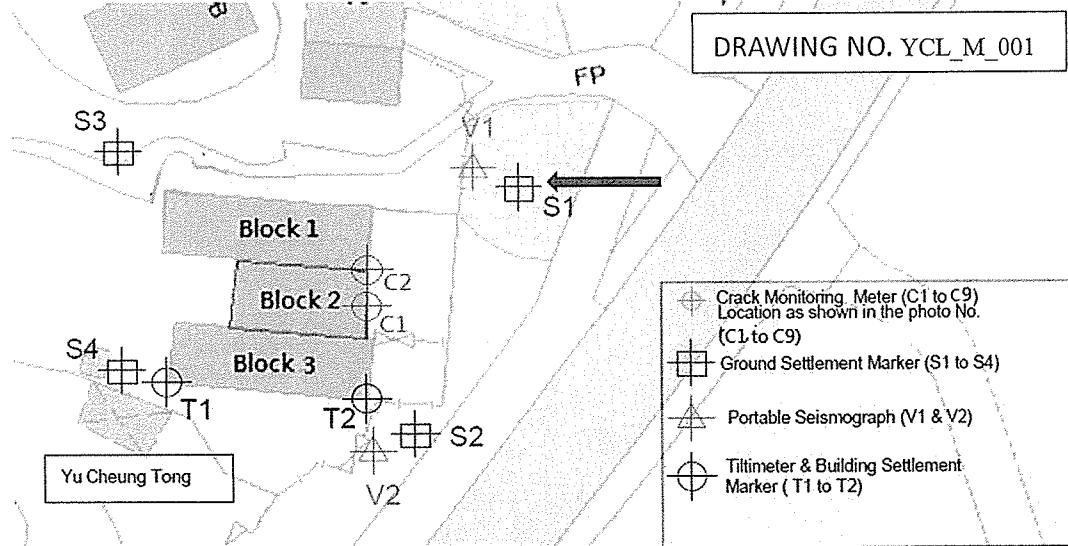 DRAWING NO. YCL_M_001
FP
S3
V1
S1
Block 1
C2
Block 2
C1
Block 3
S4
T1
T2
S2
V2
Yu Cheung Tong
Crack Monitoring Meter (C1 to C9)
Location as shown in the photo No.
(C1 to C9)
Ground Settlement Marker (S1 to S4)
Portable Seismograph (V1 & V2)
Tiltimeter & Building Settlement
Marker ( T1 to T2)